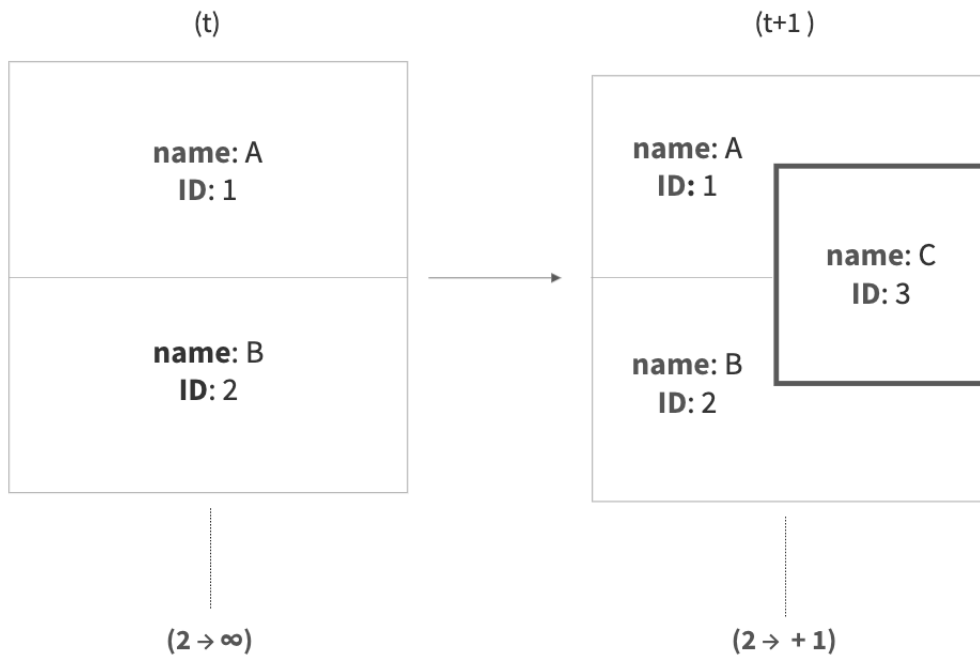 (t)
(t+1 )
name: A
ID: 1
name: B
ID: 2
name: A
ID: 1
name: C
ID: 3
name: B
ID: 2
(2 → ∞)
(2 → + 1)